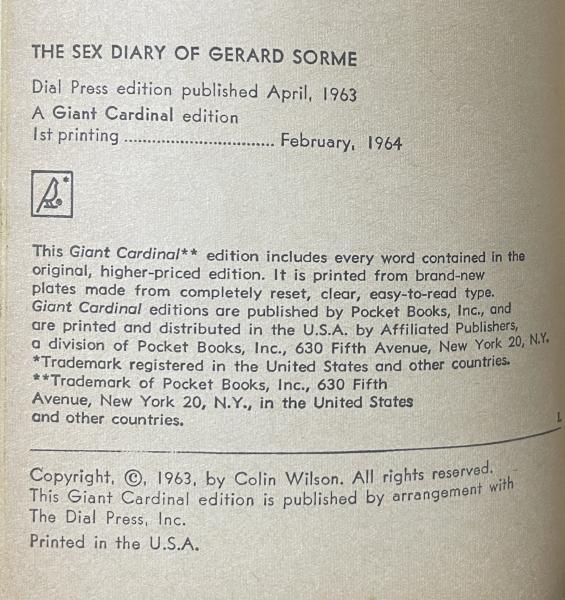 THE SEX DIARY OF GERARD SORME
Dial Press edition published April, 1963
A Giant Cardinal edition
1st printing ................................ February, 1964
*
This Giant Cardinal** edition includes every word contained in the
original, higher-priced edition. It is printed from brand-new
plates made from completely reset, clear, easy-to-read type.
Giant Cardinal editions are published by Pocket Books, Inc., and
are printed and distributed in the U.S.A. by Affiliated Publishers,
a division of Pocket Books, Inc., 630 Fifth Avenue, New York 20, N.Y.
*Trademark registered in the United States and other countries.
**Trademark of Pocket Books, Inc., 630 Fifth
Avenue, New York 20, N.Y., in the United States
and other countries.
L
Copyright, ©, 1963, by Colin Wilson. All rights reserved.
This Giant Cardinal edition is published by arrangement with
The Dial Press, Inc.
Printed in the U.S.A.